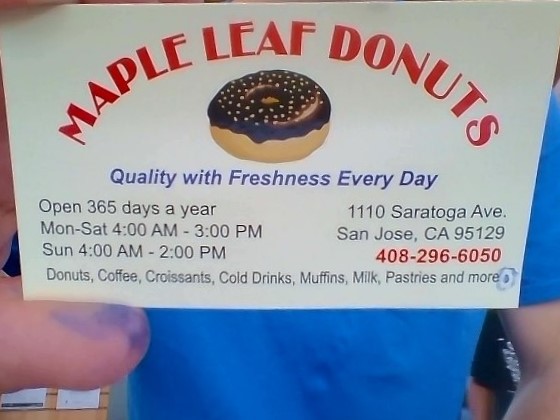 MAPLE LEAF DONUTS
Quality with Freshness Every Day
Open 365 days a year
Mon-Sat 4:00 AM - 3:00 PM
Sun 4:00 AM - 2:00 PM
1110 Saratoga Ave.
San Jose, CA 95129
408-296-6050
Donuts, Coffee, Croissants, Cold Drinks, Muffins, Milk, Pastries and more